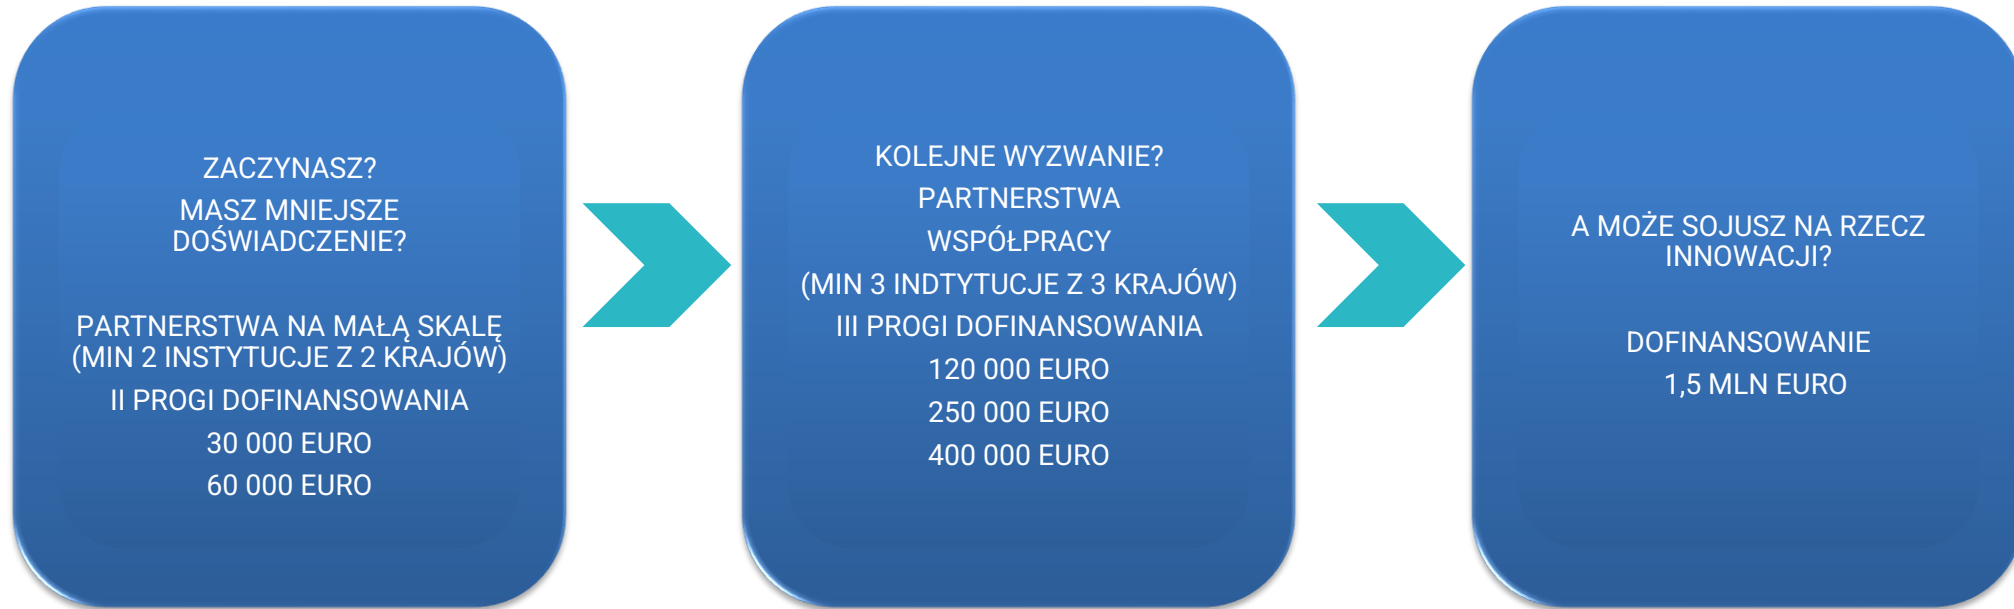 ZACZYNASZ?
MASZ MNIEJSZE
DOŚWIADCZENIE?
PARTNERSTWA NA MAŁĄ SKALĘ
(MIN 2 INSTYTUCJE Z 2 KRAJÓW)
II PROGI DOFINANSOWANIA
30 000 EURO
60 000 EURO
KOLEJNE WYZWANIE?
PARTNERSTWA
WSPÓŁPRACY
(MIN 3 INDTYTUCJE Z 3 KRAJÓW)
III PROGI DOFINANSOWANIA
120 000 EURO
250 000 EURO
400 000 EURO
A MOŻE SOJUSZ NA RZECZ
INNOWACJI?
DOFINANSOWANIE
1,5 MLN EURO